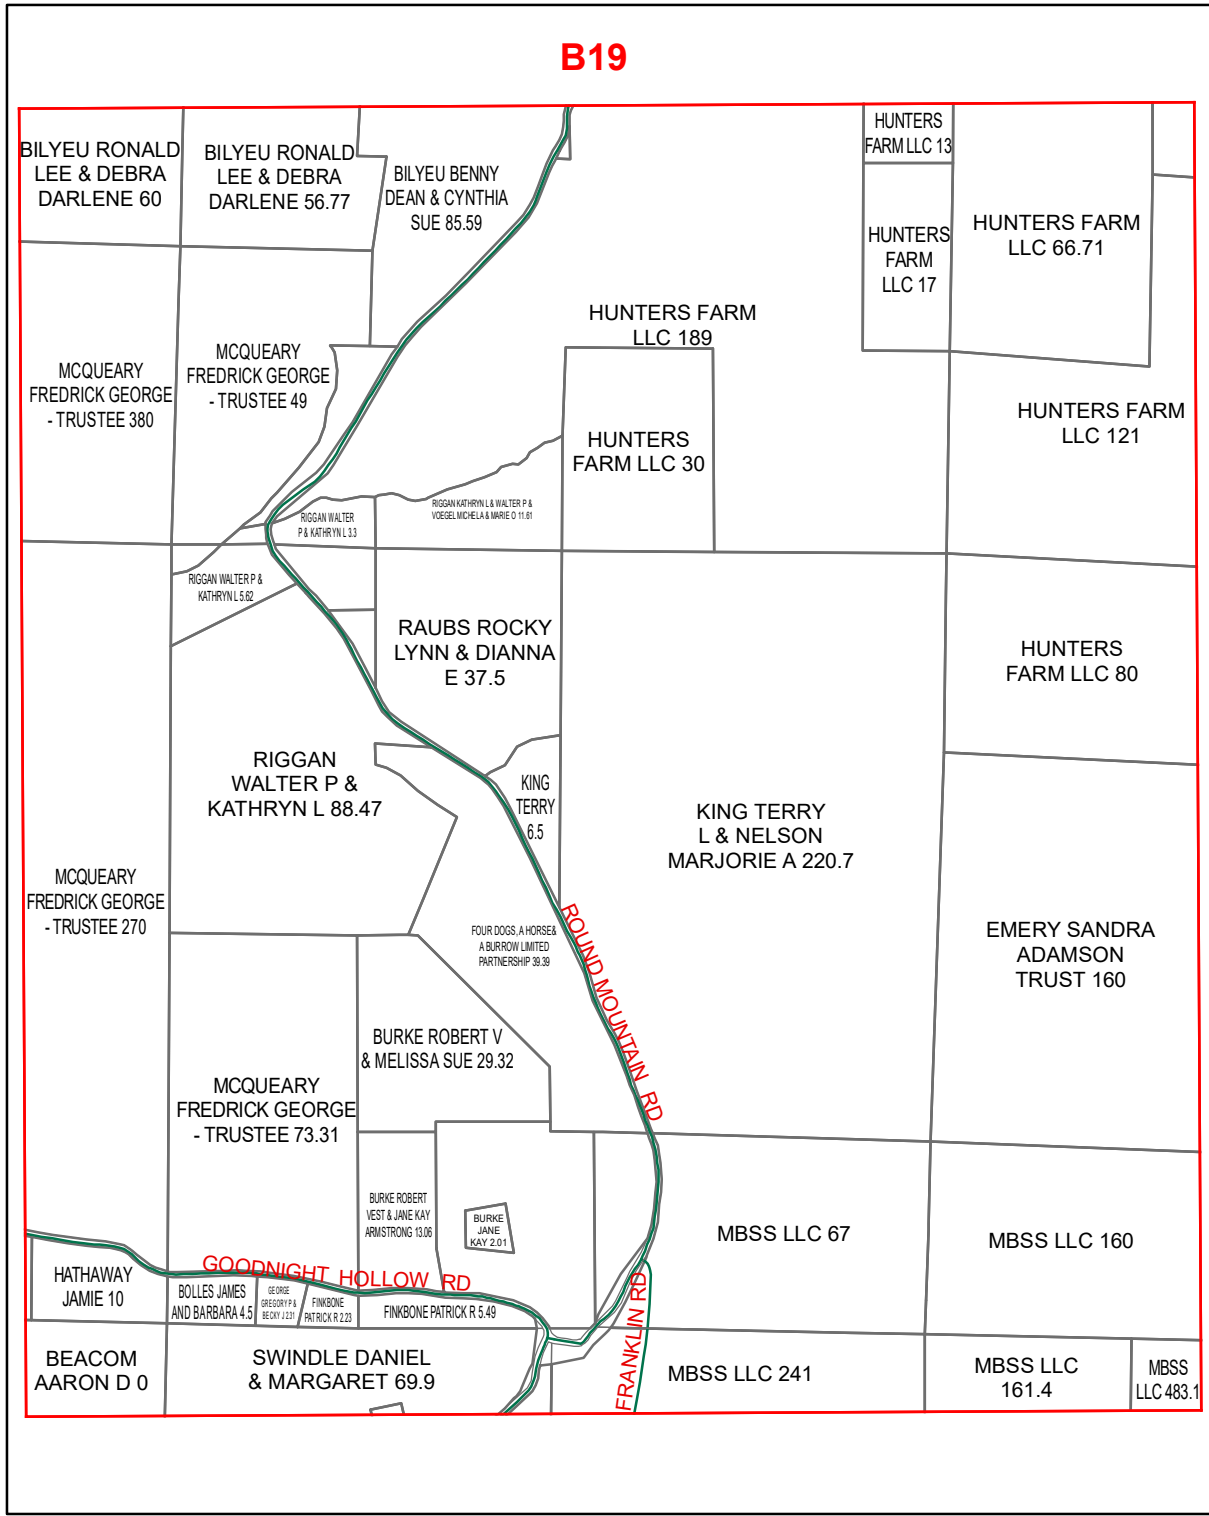 B19
BILYEU RONALD
LEE & DEBRA
DARLENE 60
BILYEU RONALD
LEE & DEBRA
DARLENE 56.77
BILYEU BENNY
DEAN & CYNTHIA
SUE 85.59
HUNTERS
FARM LLC 13
HUNTERS
FARM
LLC 17
HUNTERS FARM
LLC 66.71
HUNTERS FARM
LLC 189
MCQUEARY
FREDRICK GEORGE
- TRUSTEE 380
MCQUEARY
FREDRICK GEORGE
- TRUSTEE 49
HUNTERS
FARM LLC 30
HUNTERS FARM
LLC 121
RIGGAN WALTER
P & KATHRYN L 3.3
RIGGAN KATHRYN L & WALTER P &
VOEGEL MICHELA & MARIE O 11.61
RIGGAN WALTER P &
KATHRYN L 5.62
RAUBS ROCKY
LYNN & DIANNA
E 37.5
HUNTERS
FARM LLC 80
RIGGAN
WALTER P &
KATHRYN L 88.47
KING
TERRY
6.5
KING TERRY
L & NELSON
MARJORIE A 220.7
MCQUEARY
FREDRICK GEORGE
- TRUSTEE 270
FOUR DOGS, A HORSE&
A BURROW LIMITED
PARTNERSHIP 39.39
ROUND MOUNTAIN RD
EMERY SANDRA
ADAMSON
TRUST 160
BURKE ROBERT V
& MELISSA SUE 29.32
MCQUEARY
FREDRICK GEORGE
- TRUSTEE 73.31
BURKE ROBERT
VEST & JANE KAY
ARMSTRONG 13.06
BURKE
JANE
KAY 2.01
MBSS LLC 67
MBSS LLC 160
GOODNIGHT HOLLOW RD
HATHAWAY
JAMIE 10
BOLLES JAMES
AND BARBARA 4.5
GEORGE
GREGORY P &
BECKY J 2.31
FINKBONE
PATRICK R 2.23
FINKBONE PATRICK R 5.49
FRANKLIN RD
BEACOM
AARON D 0
SWINDLE DANIEL
& MARGARET 69.9
MBSS LLC 241
MBSS LLC
161.4
MBSS
LLC 483.1